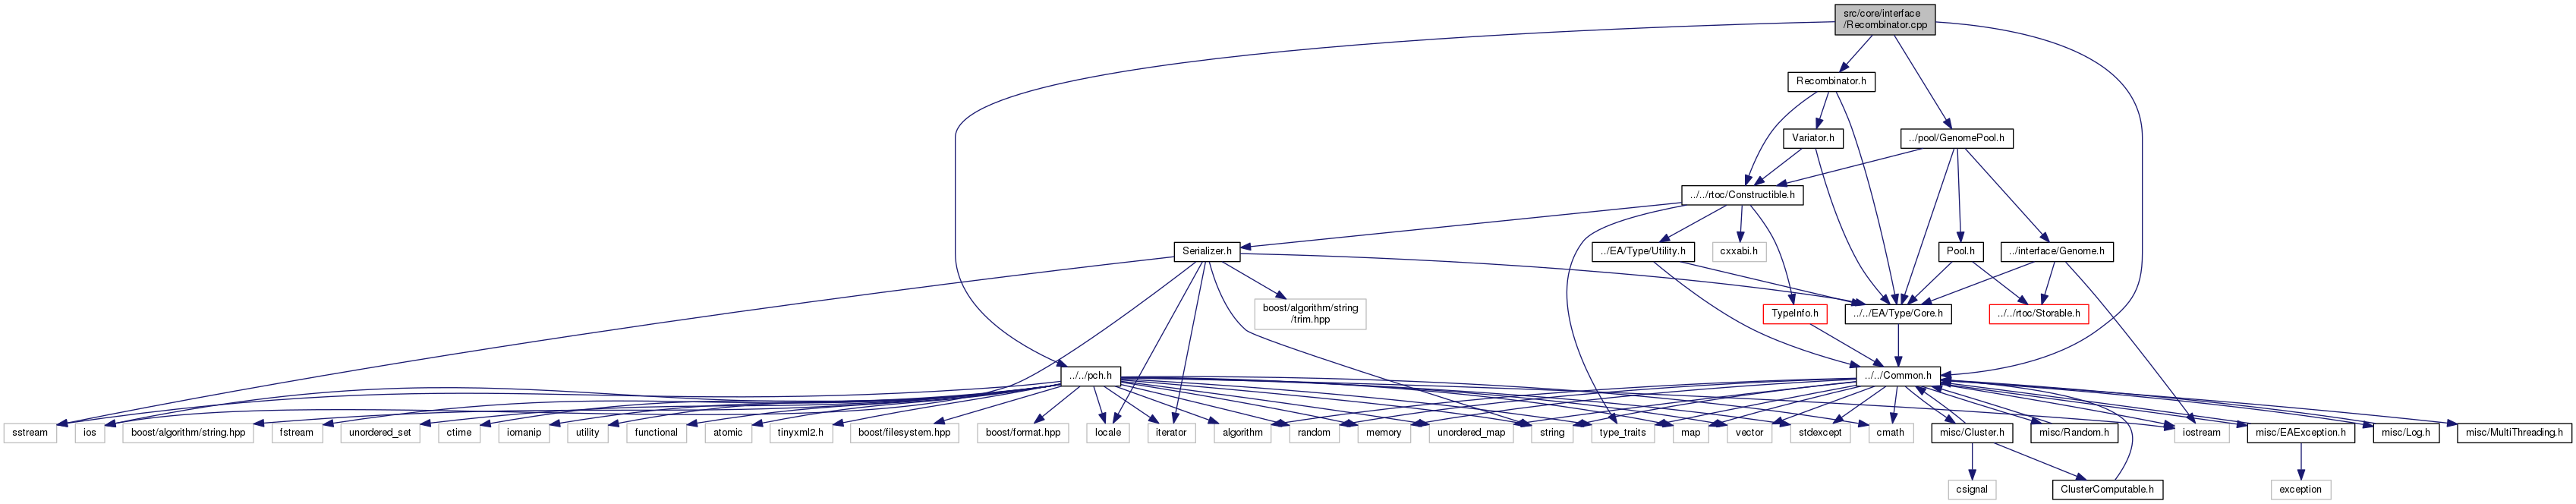 src/core/interface
/Recombinator.cpp
Recombinator.h
Variator.h
../pool/GenomePool.h
../../rtoc/Constructible.h
Serializer.h
../EA/Type/Utility.h
cxxabi.h
Pool.h
../interface/Genome.h
boost/algorithm/string
/trim.hpp
TypeInfo.h
../../EA/Type/Core.h
../../rtoc/Storable.h
../../pch.h
../../Common.h
sstream
ios
boost/algorithm/string.hpp
fstream
unordered_set
ctime
iomanip
utility
functional
atomic
tinyxml2.h
boost/filesystem.hpp
boost/format.hpp
locale
iterator
algorithm
random
memory
unordered_map
string
type_traits
map
vector
stdexcept
cmath
misc/Cluster.h
misc/Random.h
iostream
misc/EAException.h
misc/Log.h
misc/MultiThreading.h
csignal
ClusterComputable.h
exception